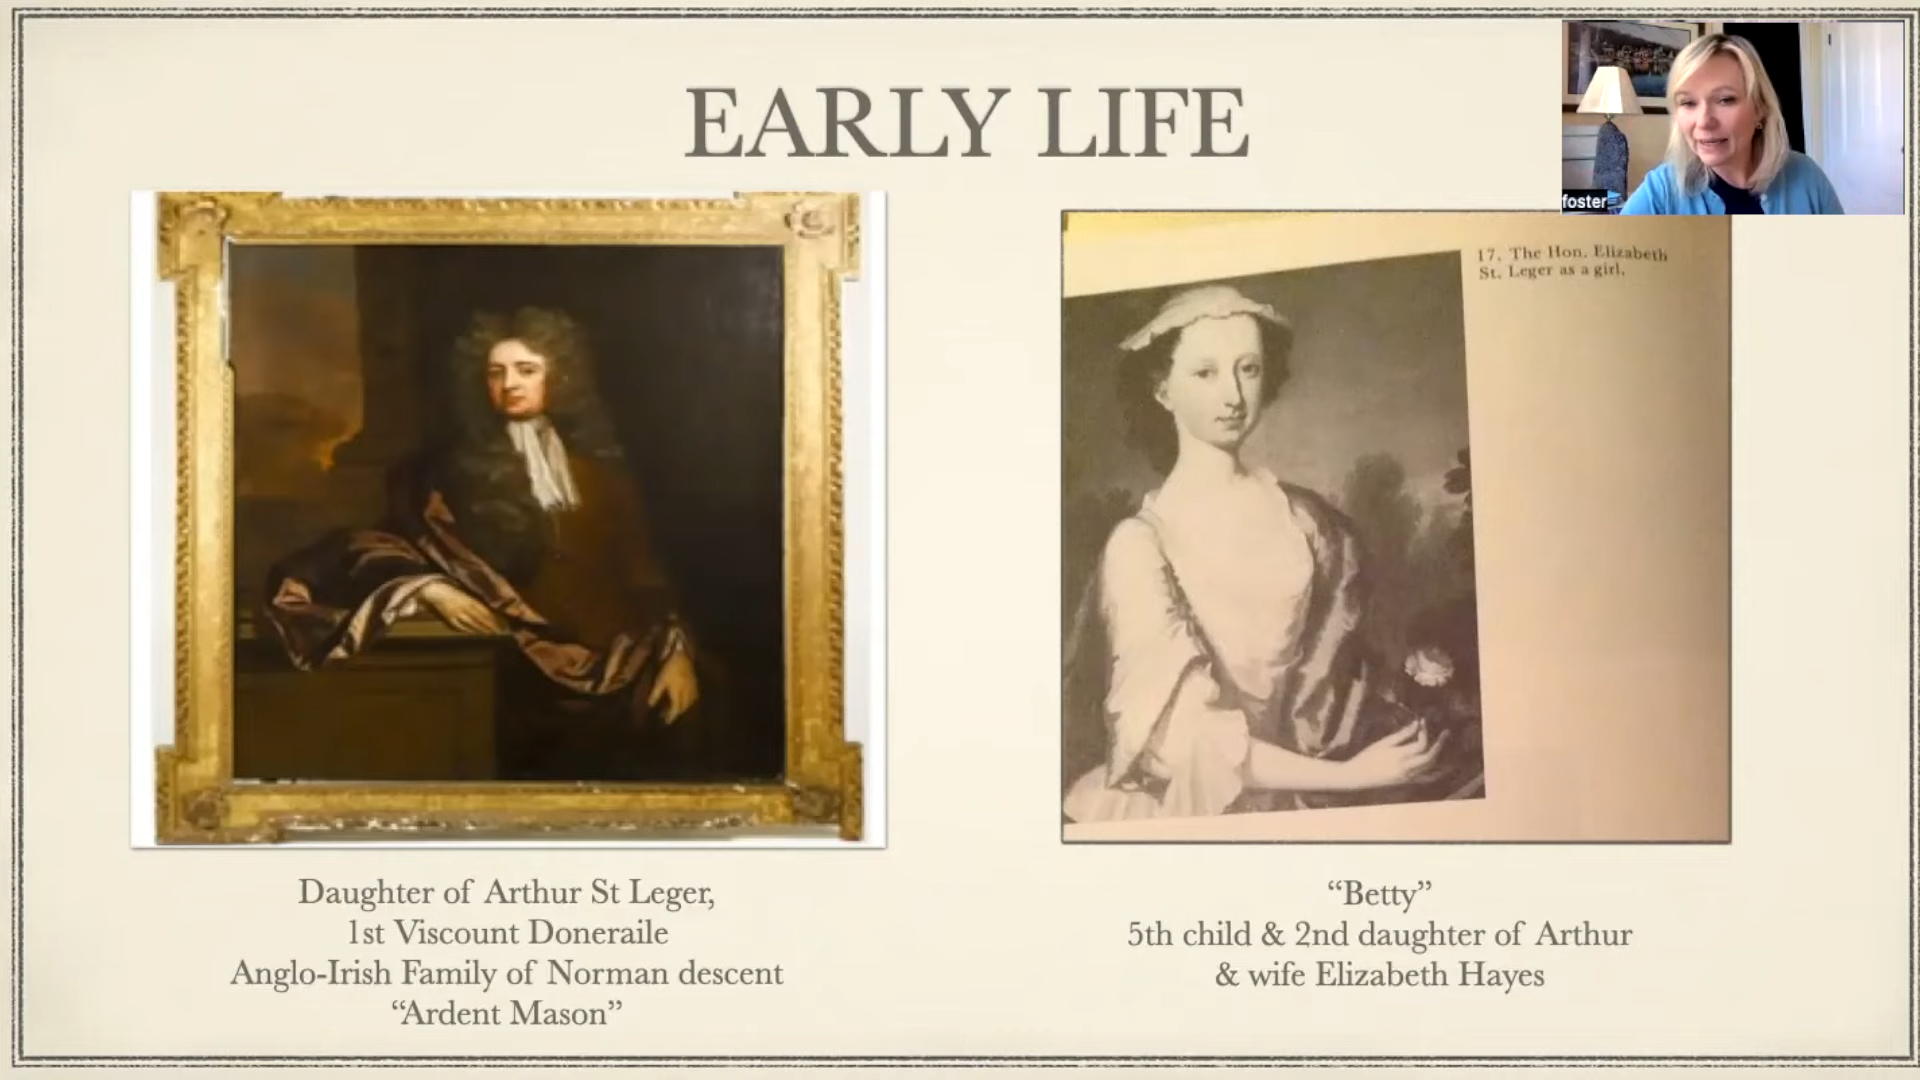 EARLY LIFE
foster
17. The Hon. Elizabeth
St. Leger as a girl.
Daughter of Arthur St Leger,
1st Viscount Doneraile
Anglo-Irish Family of Norman descent
“Ardent Mason”
“Betty”
5th child & 2nd daughter of Arthur
& wife Elizabeth Hayes